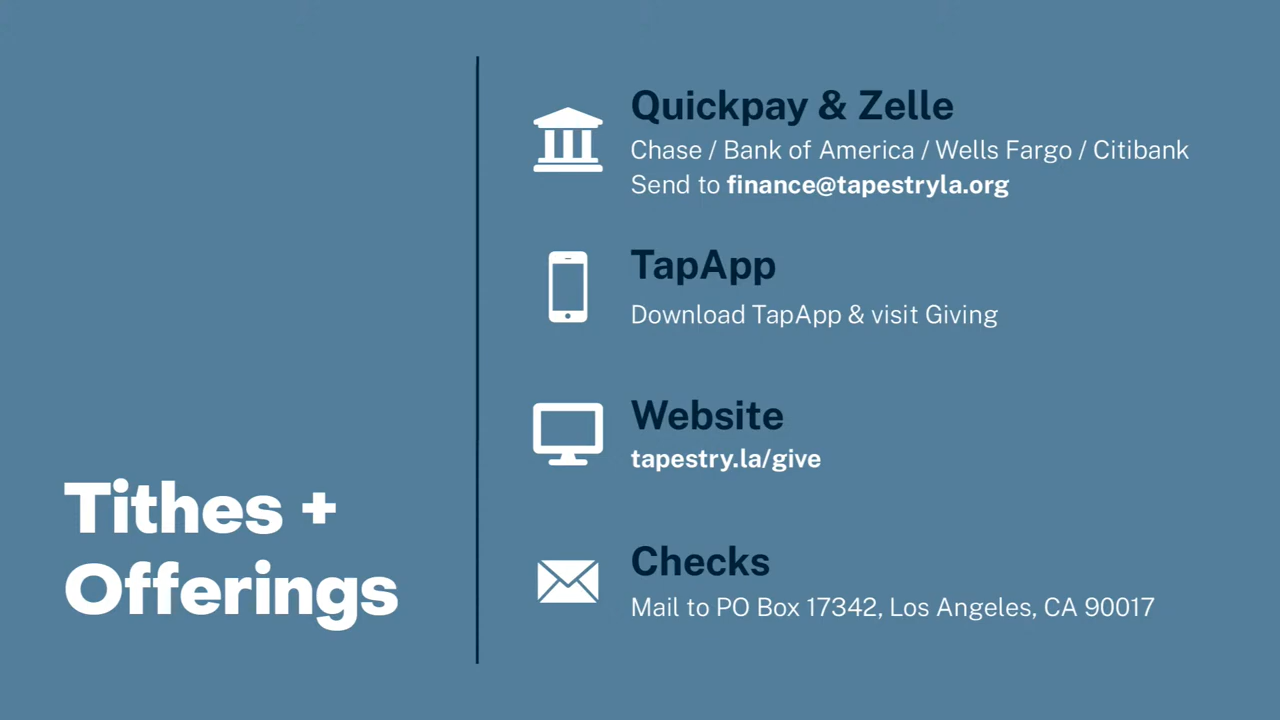 Tithes +
Offerings
Quickpay & Zelle
Chase / Bank of America / Wells Fargo / Citibank
Send to finance@tapestryla.org
TapApp
Download TapApp & visit Giving
Website
tapestry.la/give
Checks
Mail to PO Box 17342, Los Angeles, CA 90017